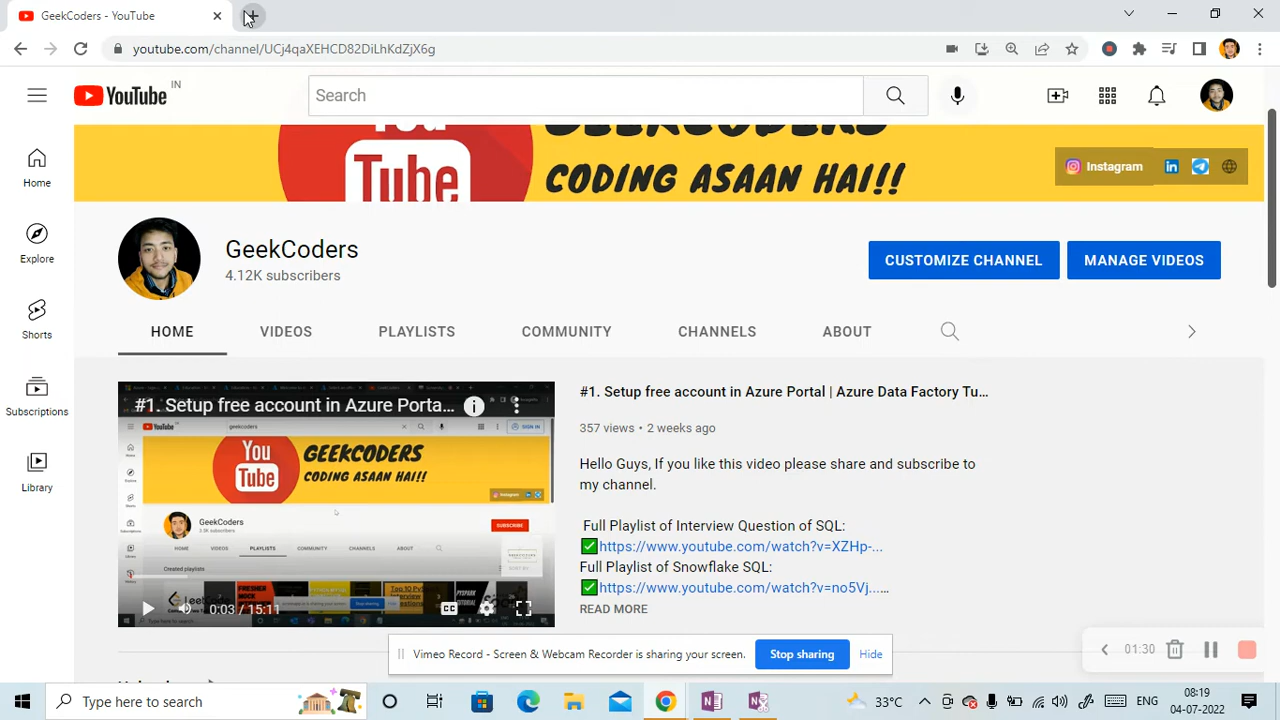 GeekCoders - YouTube
youtube.com/channel/UCj4qaXEHCD82DiLhKdZjX6g
YouTube IN
Search
You Tube
GEEKCODERS
CODING ASAAN HAI!!
Instagram
Home
Explore
Shorts
Subscriptions
Library
GeekCoders
4.12K subscribers
CUSTOMIZE CHANNEL
MANAGE VIDEOS
HOME
VIDEOS
PLAYLISTS
COMMUNITY
CHANNELS
ABOUT
#1. Setup free account in Azure Porta...
You Tube
GEEKCODERS
CODING ASAAN HAI!!
GeekCoders
HOME VIDEOS PLAYLISTS COMMUNITY CHANNELS ABOUT
Created playlists
0:03 / 15:11
#1. Setup free account in Azure Portal | Azure Data Factory Tu...
357 views • 2 weeks ago
Hello Guys, If you like this video please share and subscribe to
my channel.
Full Playlist of Interview Question of SQL:
https://www.youtube.com/watch?v=XZHp-...
Full Playlist of Snowflake SQL:
https://www.youtube.com/watch?v=no5Vj....…
READ MORE
Vimeo Record - Screen & Webcam Recorder is sharing your screen.
Stop sharing
Hide
01:30
Type here to search
33°C
ENG
18:19
04-07-2022